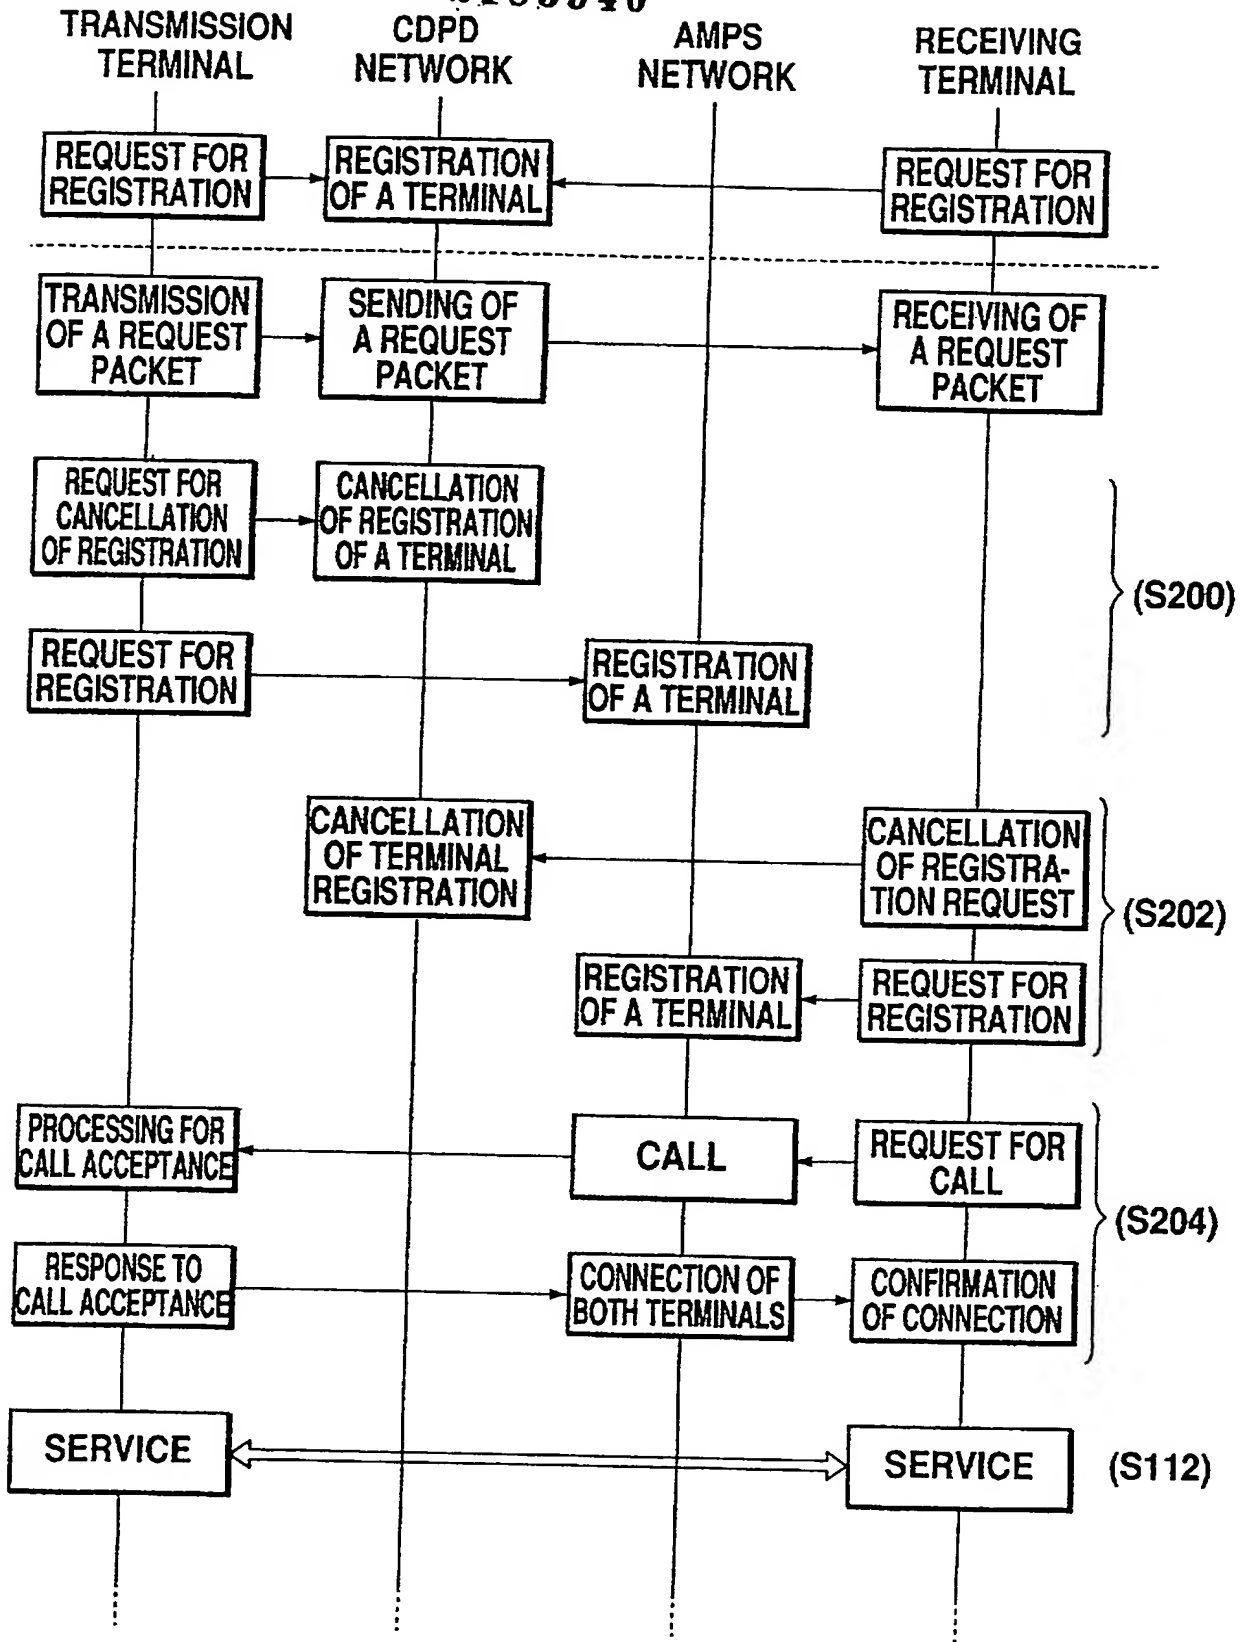 TRANSMISSION
TERMINAL
CDPD
NETWORK
AMPS
NETWORK
RECEIVING
TERMINAL
REQUEST FOR
REGISTRATION
REGISTRATION
OF A TERMINAL
REQUEST FOR
REGISTRATION
TRANSMISSION
OF A REQUEST
PACKET
SENDING OF
A REQUEST
PACKET
RECEIVING OF
A REQUEST
PACKET
REQUEST FOR
CANCELLATION
OF REGISTRATION
CANCELLATION
OF REGISTRATION
OF A TERMINAL
(S200)
REQUEST FOR
REGISTRATION
REGISTRATION
OF A TERMINAL
CANCELLATION
OF TERMINAL
REGISTRATION
CANCELLATION
OF REGISTRA-
TION REQUEST
(S202)
REGISTRATION
OF A TERMINAL
REQUEST FOR
REGISTRATION
PROCESSING FOR
CALL ACCEPTANCE
CALL
REQUEST FOR
CALL
(S204)
RESPONSE TO
CALL ACCEPTANCE
CONNECTION OF
BOTH TERMINALS
CONFIRMATION
OF CONNECTION
SERVICE
SERVICE
(S112)